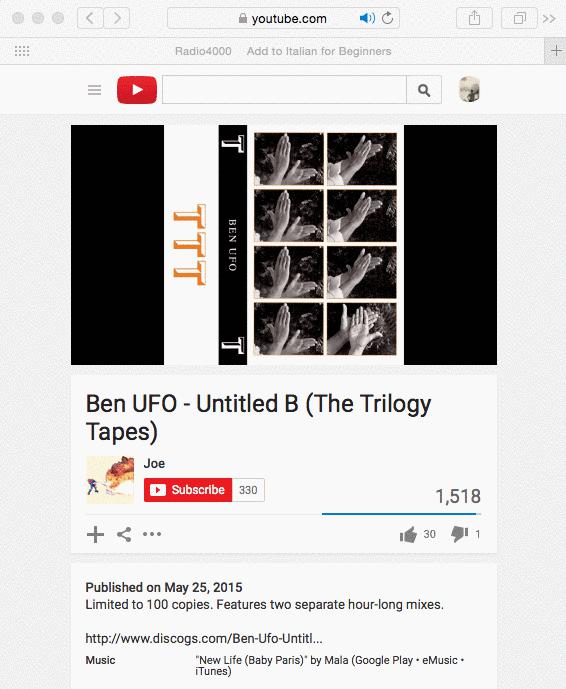 youtube.com
>>
Radio4000 Add to Italian for Beginners
TTT
T BEN UFO T
Ben UFO - Untitled B (The Trilogy
Tapes)
Joe
Subscribe 330
1,518
30 1
Published on May 25, 2015
Limited to 100 copies. Features two separate hour-long mixes.
http://www.discogs.com/Ben-Ufo-Untitl...
Music "New Life (Baby Paris)" by Mala (Google Play • eMusic •
iTunes)